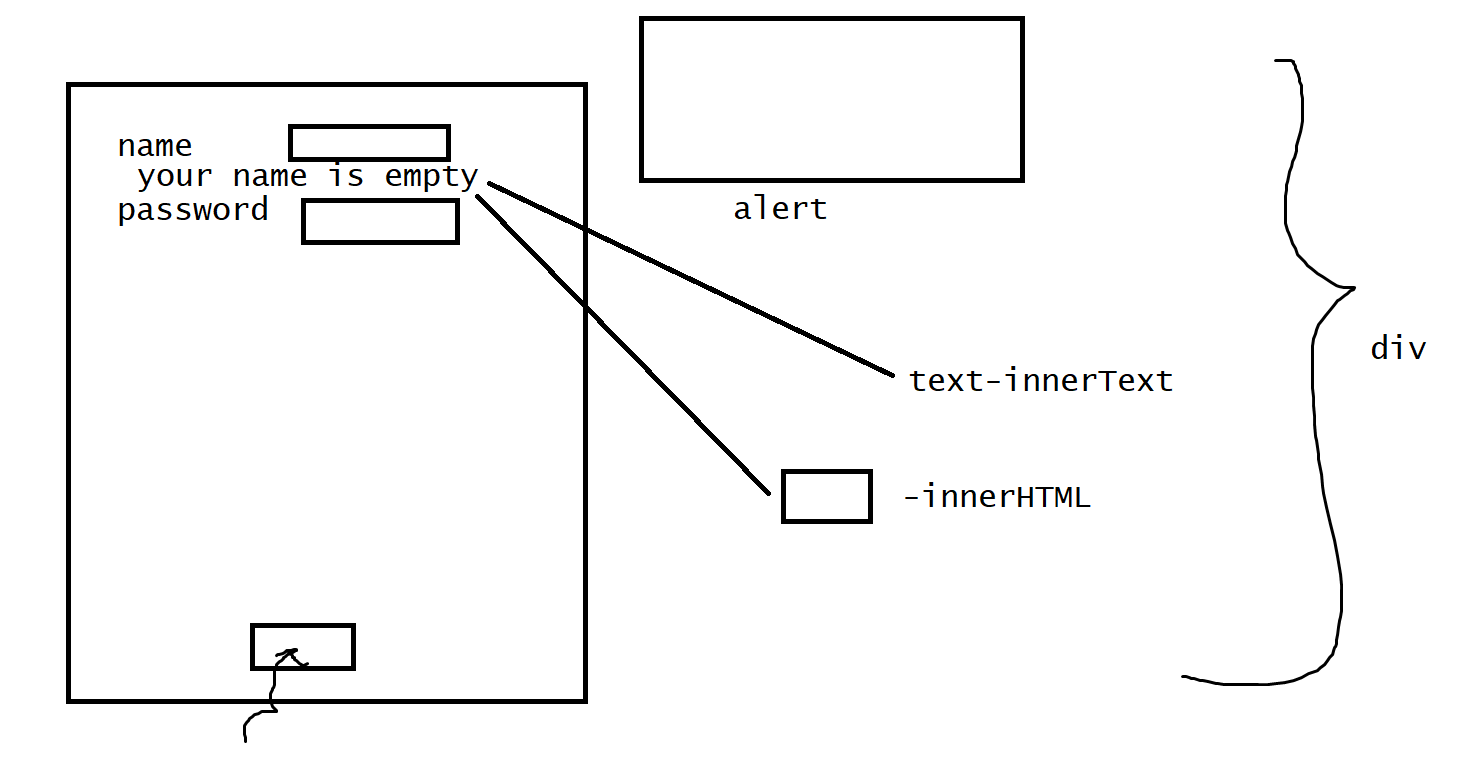 name
your name is empty
password
alert
text-innerText
-innerHTML
div